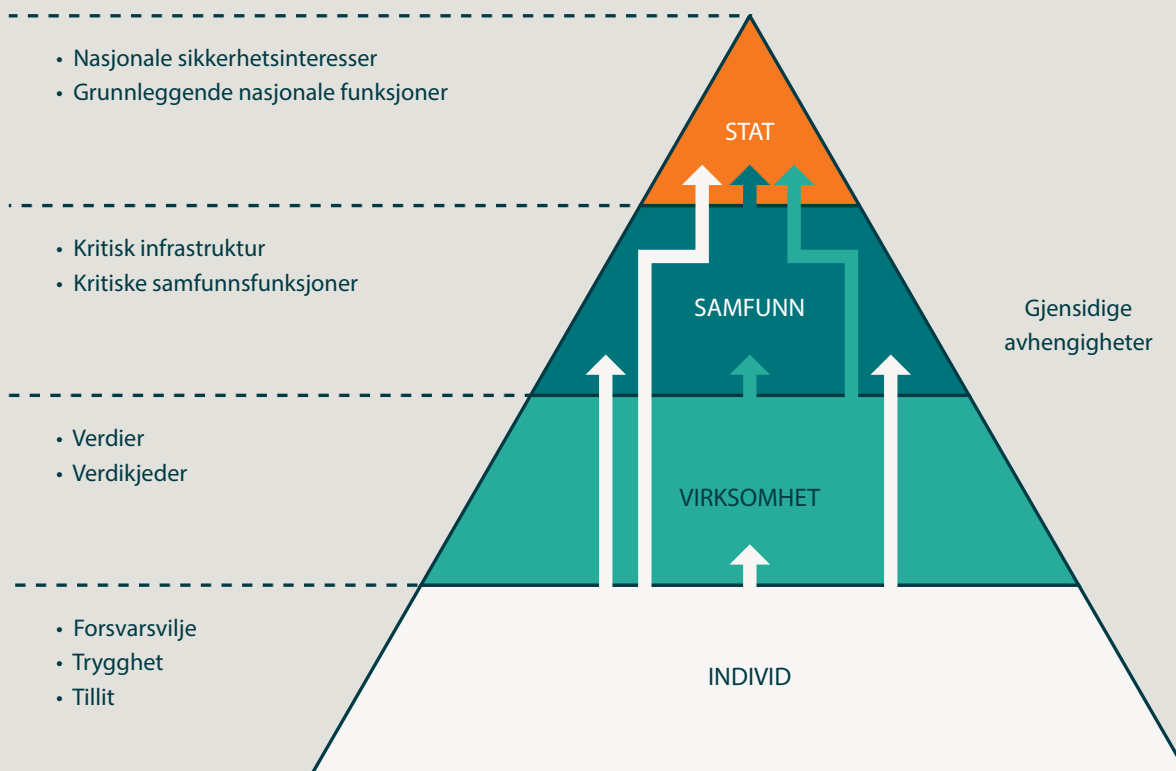 • Nasjonale sikkerhetsinteresser
• Grunnleggende nasjonale funksjoner
STAT
• Kritisk infrastruktur
• Kritiske samfunnsfunksjoner
SAMFUNN
Gjensidige
avhengigheter
• Verdier
• Verdikjeder
VIRKSOMHET
• Forsvarsvilje
• Trygghet
• Tillit
INDIVID